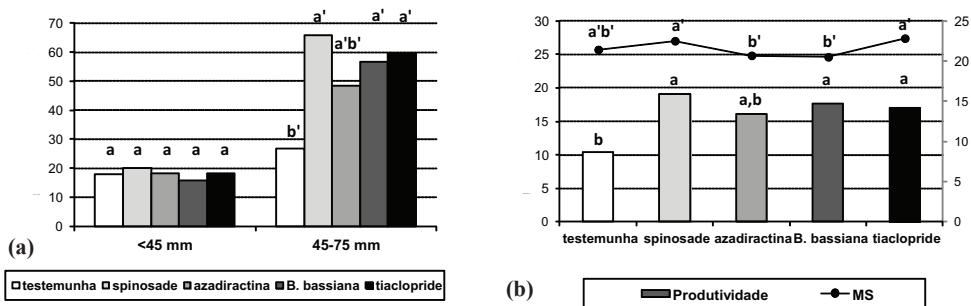 70
60
50
40
30
20
10
0
a a a a a
b' a' a'b' a' a'
<45 mm 45-75 mm
(a)
testemunha spinosade azadiractina B. bassiana tiaclopride
30
25
20
15
10
5
0
a'b' a' b' b' a'
b a a,b a a
25
20
15
10
5
0
testemunha spinosade azadiractina B. bassiana tiaclopride
(b)
Produtividade MS